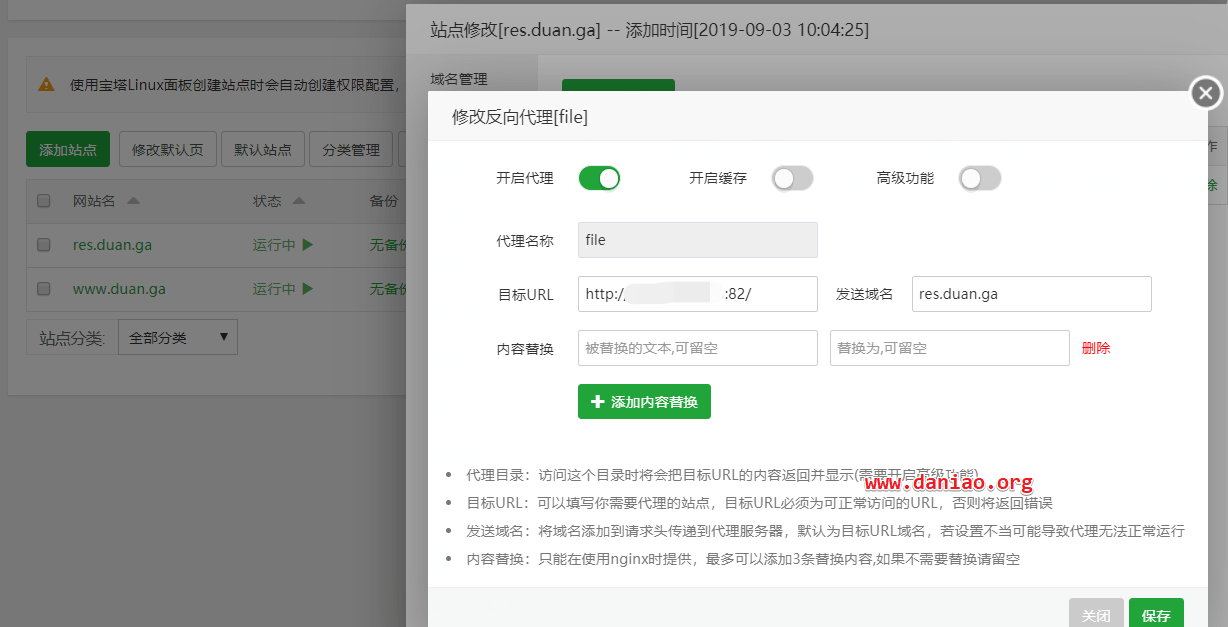 站点修改[res.duan.ga] -- 添加时间[2019-09-03 10:04:25]
域名管理
使用宝塔Linux面板创建站点时会自动创建权限配置，
添加站点 修改默认页 默认站点 分类管理
网站名 状态 备份
res.duan.ga 运行中 无备份
www.duan.ga 运行中 无备份
站点分类: 全部分类
作
除
修改反向代理[file]
开启代理 开启缓存 高级功能
代理名称 file
目标URL http:/ :82/ 发送域名 res.duan.ga
内容替换 被替换的文本,可留空 替换为,可留空 删除
添加内容替换
代理目录：访问这个目录时将会把目标URL的内容返回并显示(需要开启高级功能)
www.daniao.org
目标URL：可以填写你需要代理的站点，目标URL必须为可正常访问的URL，否则将返回错误
发送域名：将域名添加到请求头传递到代理服务器，默认为目标URL域名，若设置不当可能导致代理无法正常运行
内容替换：只能在使用nginx时提供，最多可以添加3条替换内容,如果不需要替换请留空
关闭 保存